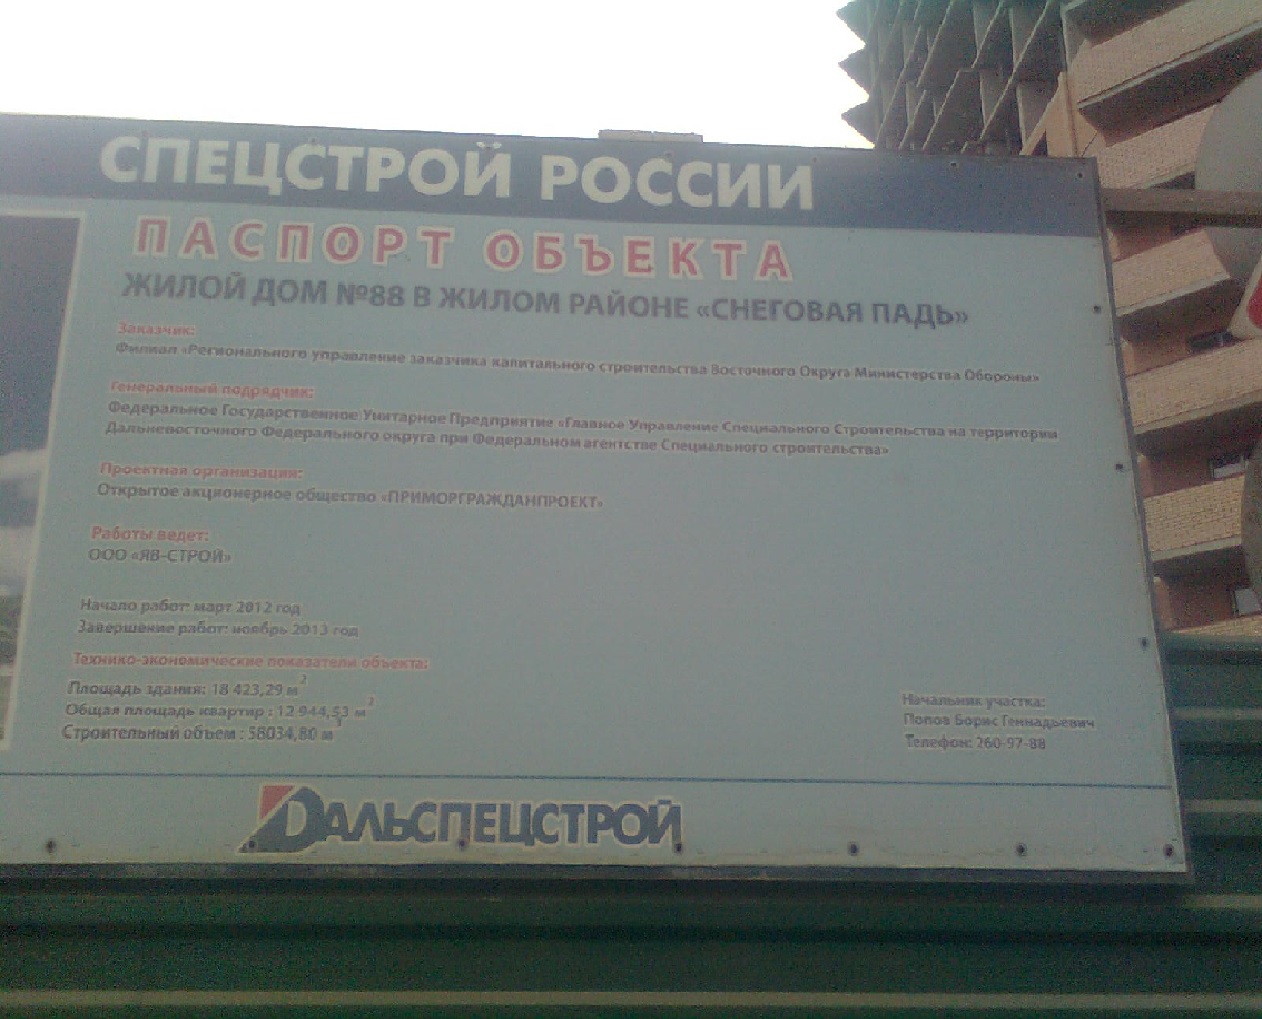 СПЕЦСТРОЙ РОССИИ
ПАСПОРТ ОБЪЕКТА
ЖИЛОЙ ДОМ №88 В ЖИЛОМ РАЙОНЕ «СНЕГОВАЯ ПАДЬ»
Заказчик:
Филиал «Регионального управление заказчика капитального строительства Восточного Округа Министерства Обороны»
Генеральный подрядчик:
Федеральное Государственное Унитарное Предприятие «Главное Управление Специального Строительства на территории
Дальневосточного Федерального округа при Федеральном агентстве Специального строительства»
Проектная организация:
Открытое акционерное общество «ПРИМОРГРАЖДАНПРОЕКТ»
Работы ведет:
ООО «ЯВ-СТРОЙ»
Начало работ: март 2012 год
Завершение работ: ноябрь 2013 год
Технико-экономические показатели объекта:
Площадь здания: 18 423,29 м²
Общая площадь квартир : 12 944,53 м²
Строительный объем : 58034,80 м³
Начальник участка:
Попов Борис Геннадьевич
Телефон: 260-97-88
ДАЛЬСПЕЦСТРОЙ